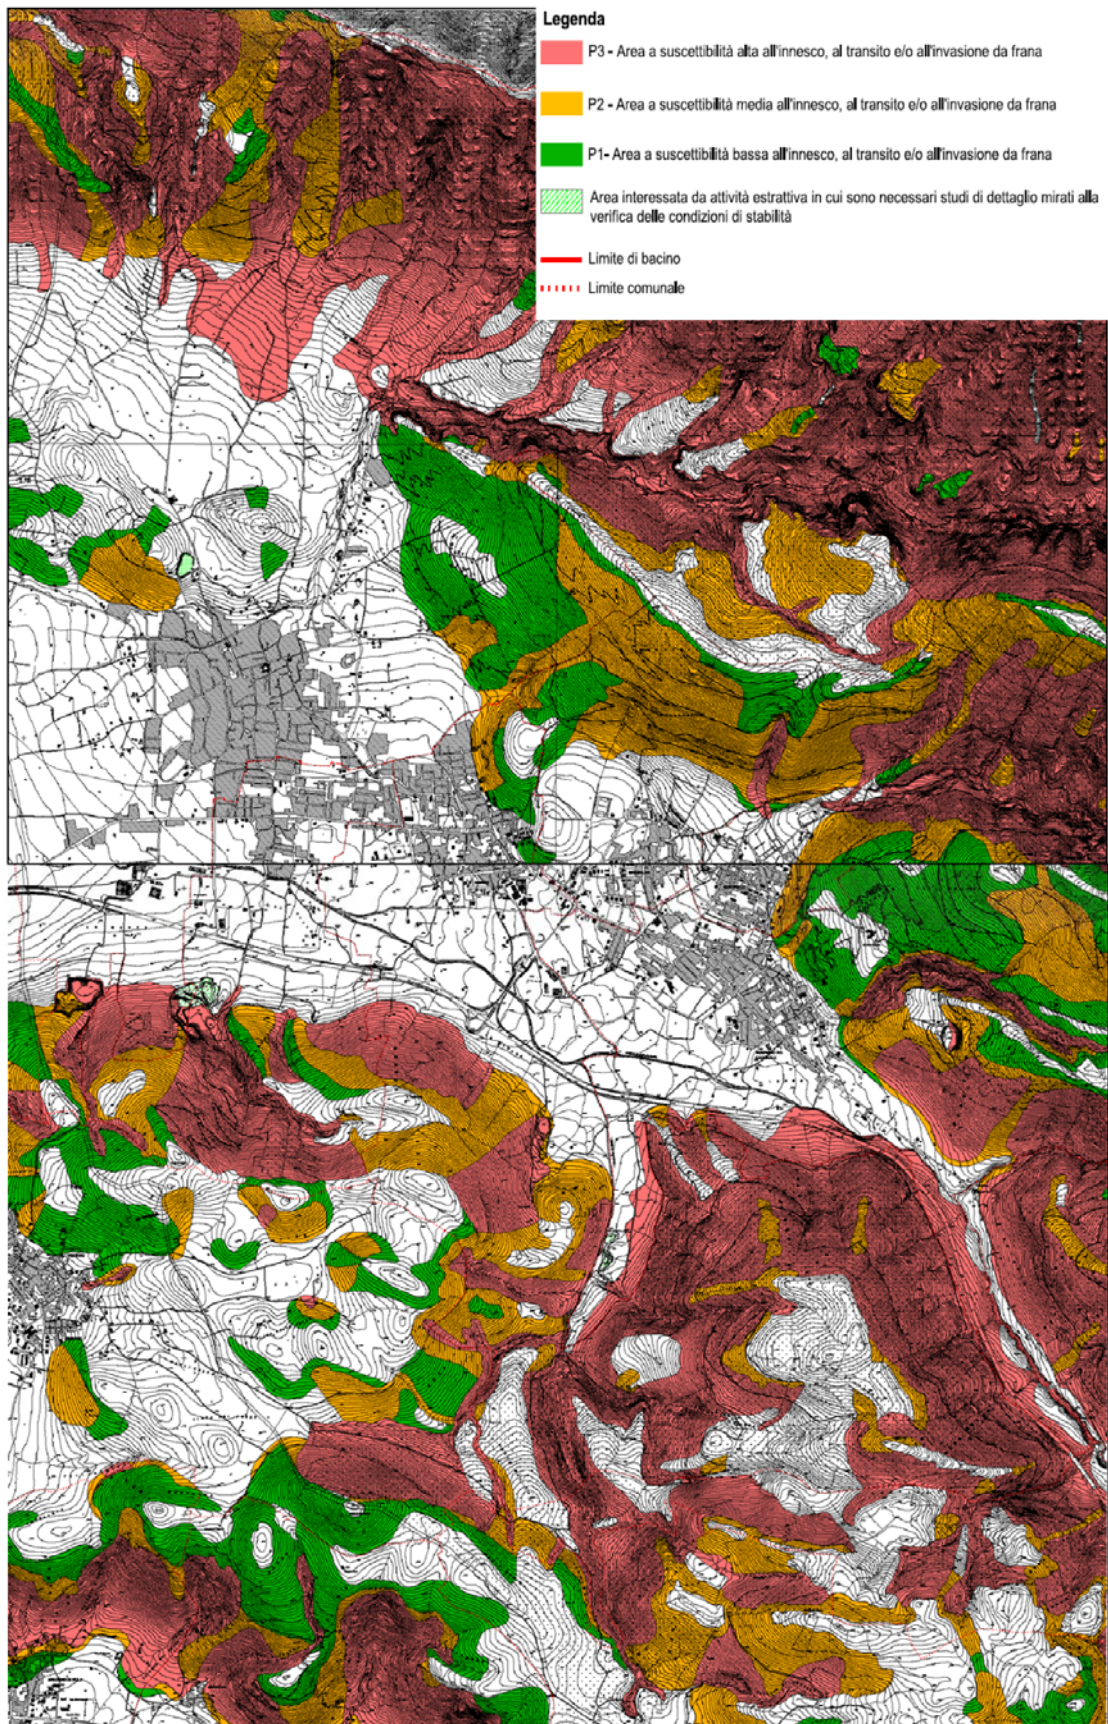 Legenda
P3 - Area a suscettibilità alta all'innesco, al transito e/o all'invasione da frana
P2 - Area a suscettibilità media all'innesco, al transito e/o all'invasione da frana
P1- Area a suscettibilità bassa all'innesco, al transito e/o all'invasione da frana
Area interessata da attività estrattiva in cui sono necessari studi di dettaglio mirati alla
verifica delle condizioni di stabilità
Limite di bacino
Limite comunale